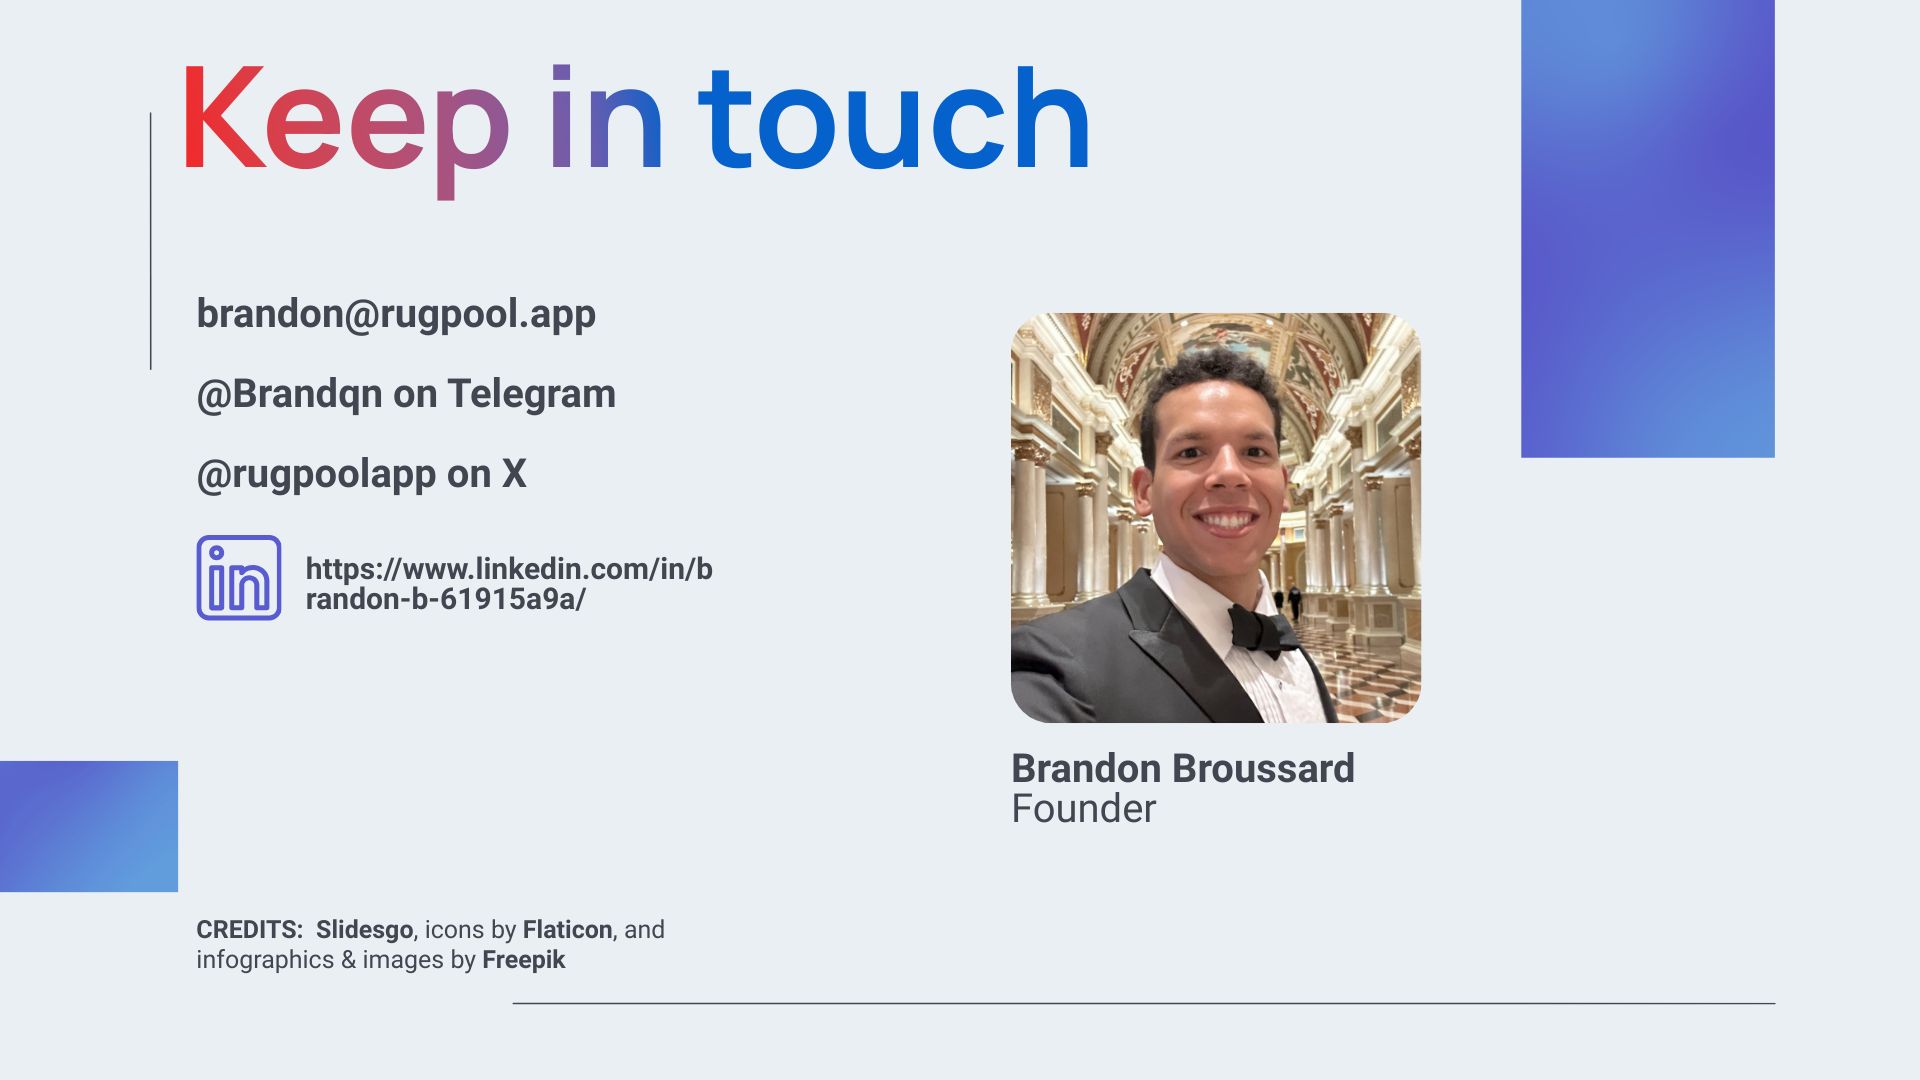 Keep in touch
brandon@rugpool.app
@Brandqn on Telegram
@rugpoolapp on X
in
https://www.linkedin.com/in/b
randon-b-61915a9a/
Brandon Broussard
Founder
CREDITS:  Slidesgo, icons by Flaticon, and
infographics & images by Freepik